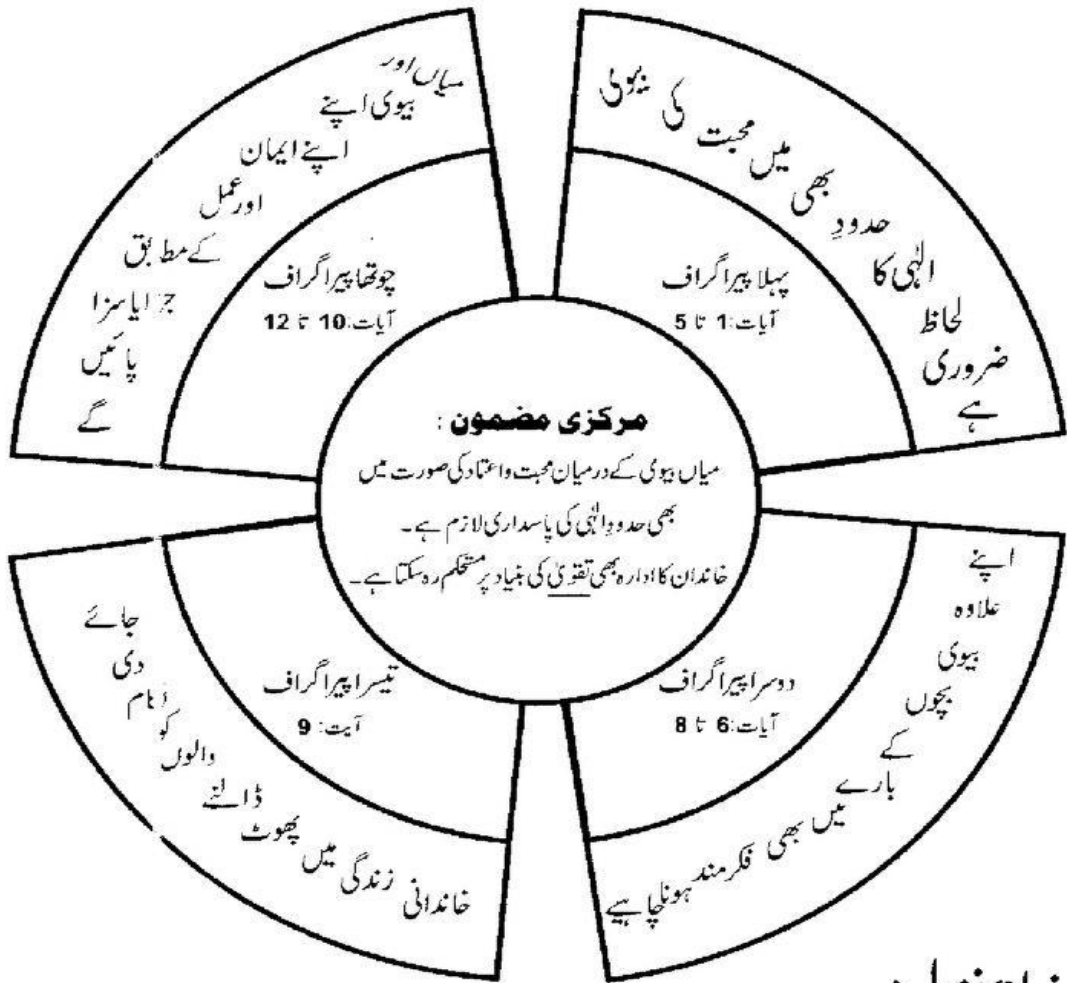 بیوی کی محبت میں بھی حدودِ الٰہی کا لحاظ ضروری ہے
پہلا پیراگراف
آیات: 1 تا 5
اپنے علاوہ بیوی بچوں کے بارے میں بھی فکرمند ہونا چاہیے
دوسرا پیراگراف
آیات: 6 تا 8
خاندانی زندگی میں پھوٹ ڈالنے والوں کو دی جائے
تیسرا پیراگراف
آیت: 9
میاں اور بیوی اپنے اپنے ایمان اور عمل کے مطابق جزا یا سزا پائیں گے
چوتھا پیراگراف
آیات: 10 تا 12
مرکزی مضمون :
میاں بیوی کے درمیان محبت و اعتماد کی صورت میں
بھی حدودِ الٰہی کی پاسداری لازم ہے۔
خاندان کا ادارہ بھی تقویٰ کی بنیاد پر مستحکم رہ سکتا ہے۔